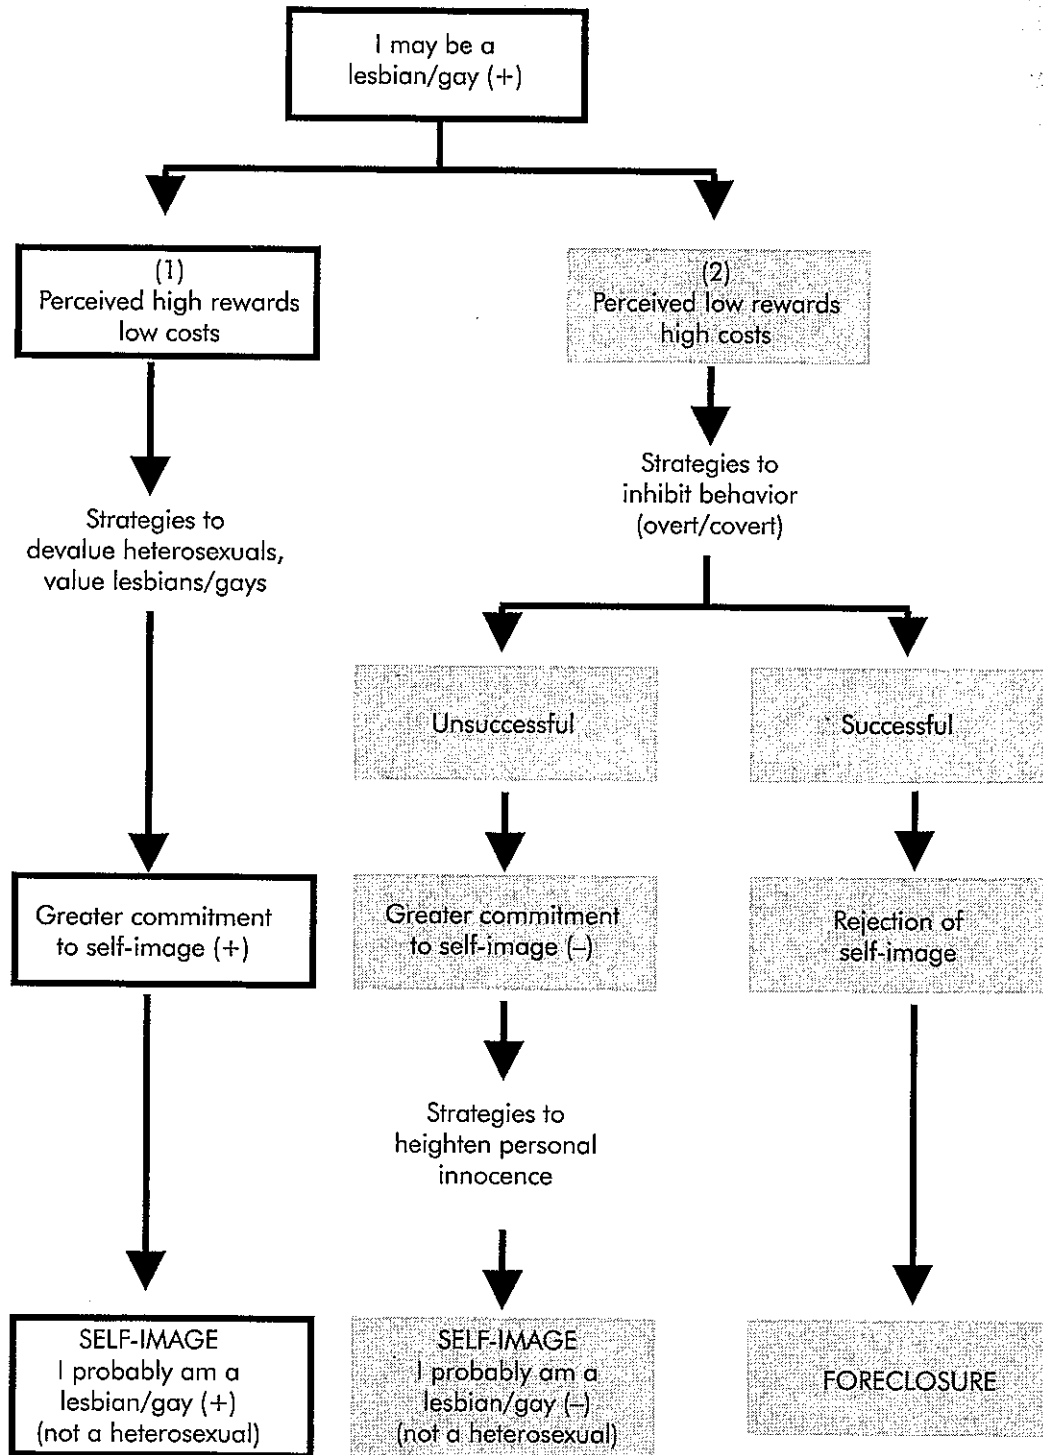 I may be a
lesbian/gay (+)
(1)
Perceived high rewards
low costs
(2)
Perceived low rewards
high costs
Strategies to
inhibit behavior
(overt/covert)
Strategies to
devalue heterosexuals,
value lesbians/gays
Unsuccessful
Successful
Greater commitment
to self-image (+)
Greater commitment
to self-image (–)
Rejection of
self-image
Strategies to
heighten personal
innocence
SELF-IMAGE
I probably am a
lesbian/gay (+)
(not a heterosexual)
SELF-IMAGE
I probably am a
lesbian/gay (–)
(not a heterosexual)
FORECLOSURE